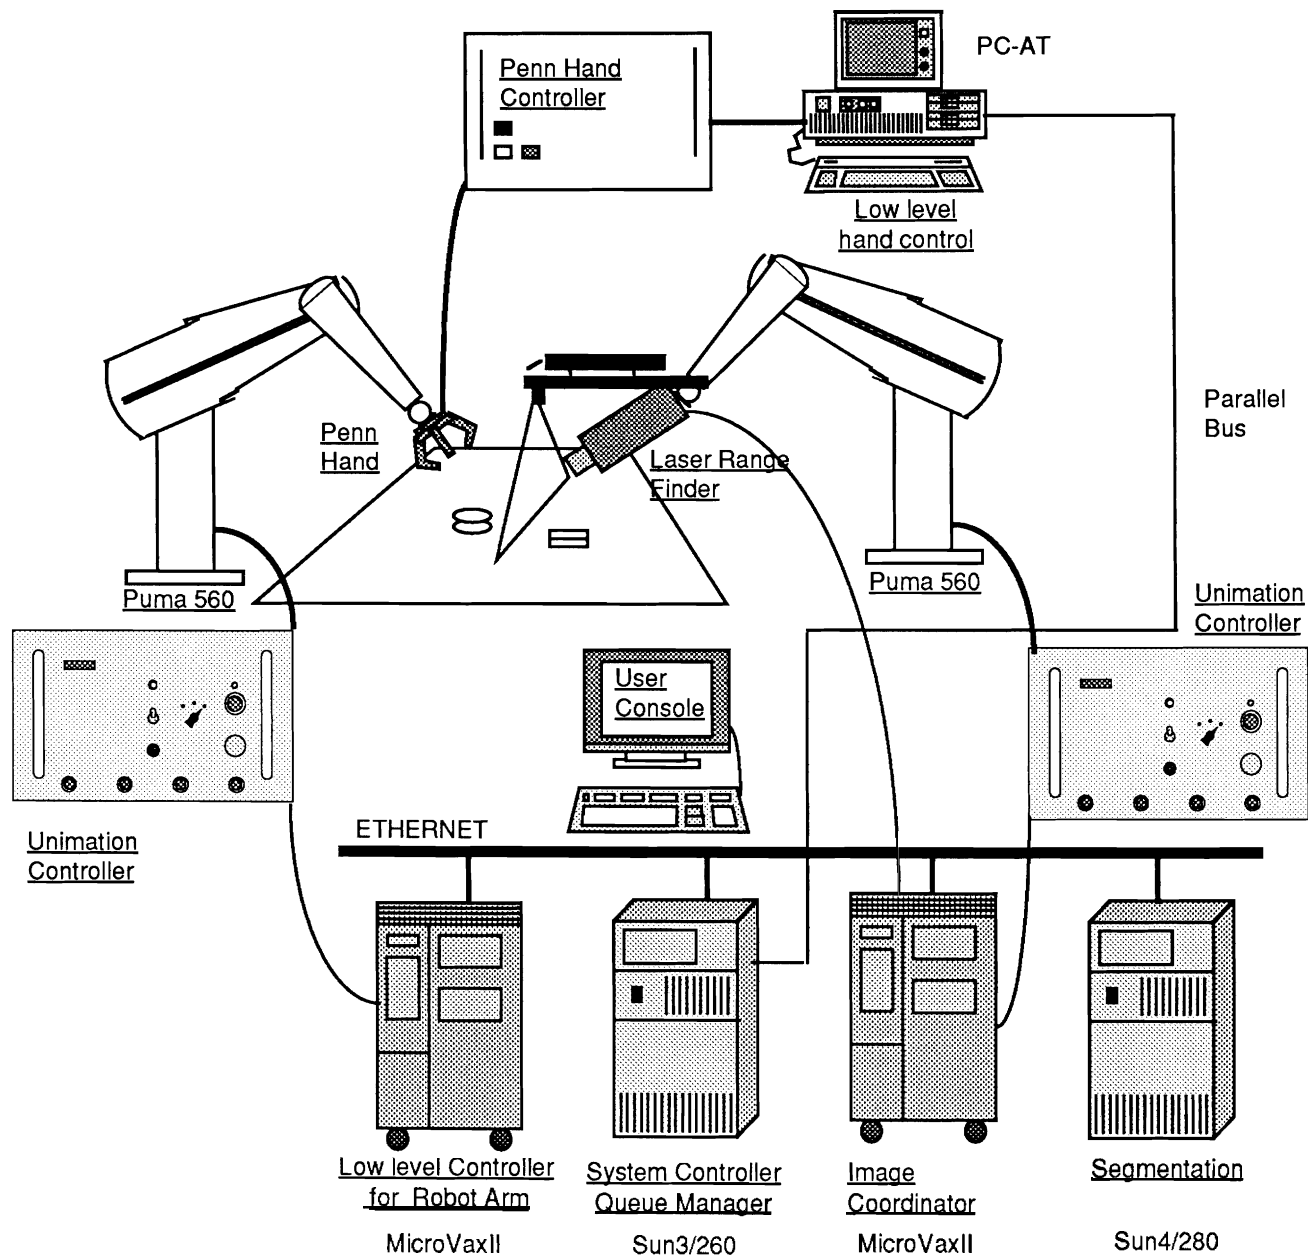 PC-AT
Penn Hand
Controller
Low level
hand control
Parallel
Bus
Penn
Hand
Laser Range
Finder
Puma 560
Puma 560
Unimation
Controller
User
Console
ETHERNET
Unimation
Controller
Low level Controller
for Robot Arm
MicroVaxII
System Controller
Queue Manager
Sun3/260
Image
Coordinator
MicroVaxII
Segmentation
Sun4/280